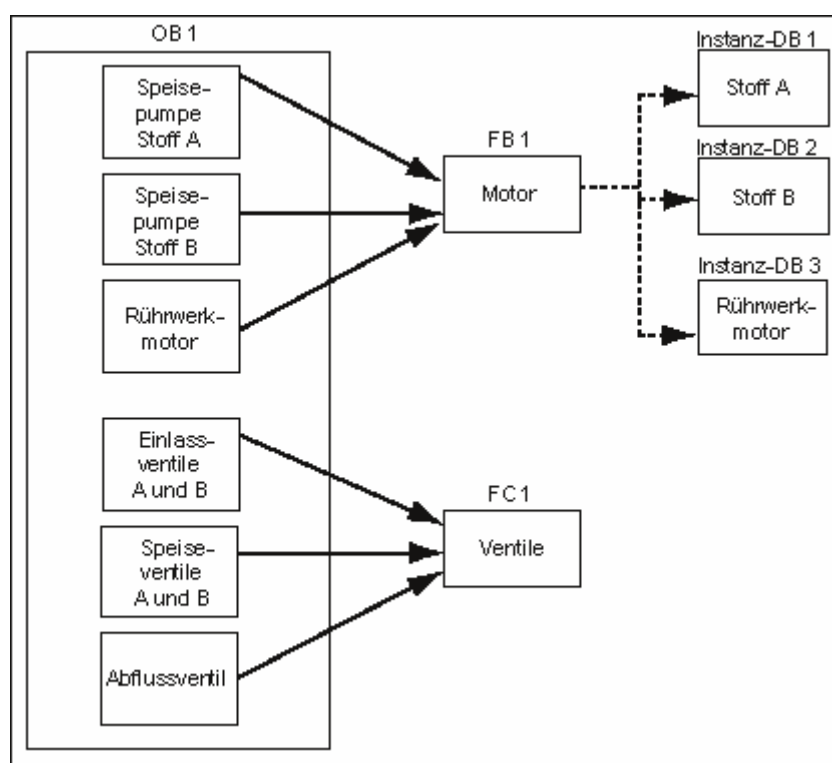 OB 1
Speise-
pumpe
Stoff A
Speise-
pumpe
Stoff B
Rührwerk-
motor
Einlass-
ventile
A und B
Speise-
ventile
A und B
Abflussventil
FB 1
Motor
FC 1
Ventile
Instanz-DB 1
Stoff A
Instanz-DB 2
Stoff B
Instanz-DB 3
Rührwerk-
motor